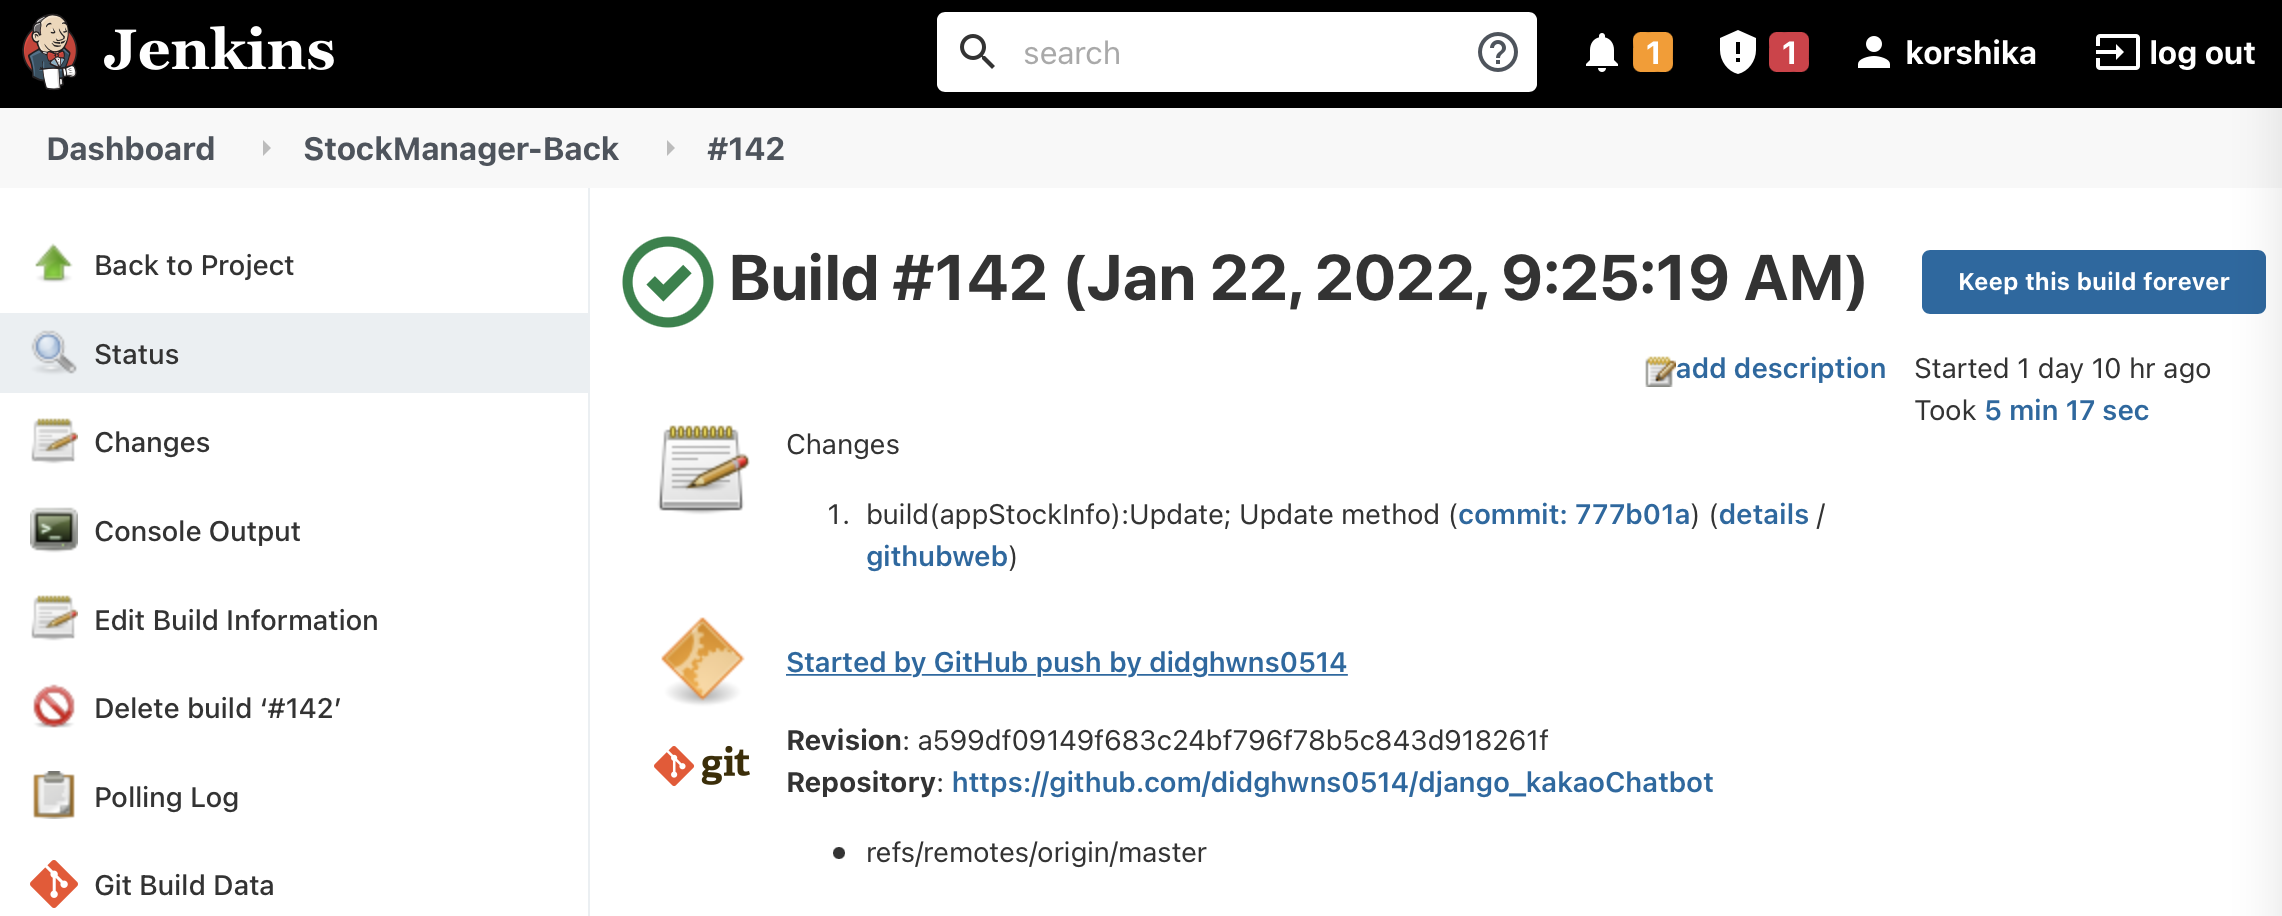 Jenkins
search
1
1
korshika
log out
Dashboard
StockManager-Back
#142
Back to Project
Status
Changes
Console Output
Edit Build Information
Delete build ‘#142’
Polling Log
Git Build Data
Build #142 (Jan 22, 2022, 9:25:19 AM)
Keep this build forever
add description
Started 1 day 10 hr ago
Took 5 min 17 sec
Changes
1. build(appStockInfo):Update; Update method (commit: 777b01a) (details /
githubweb)
Started by GitHub push by didghwns0514
git
Revision: a599df09149f683c24bf796f78b5c843d918261f
Repository: https://github.com/didghwns0514/django_kakaoChatbot
• refs/remotes/origin/master